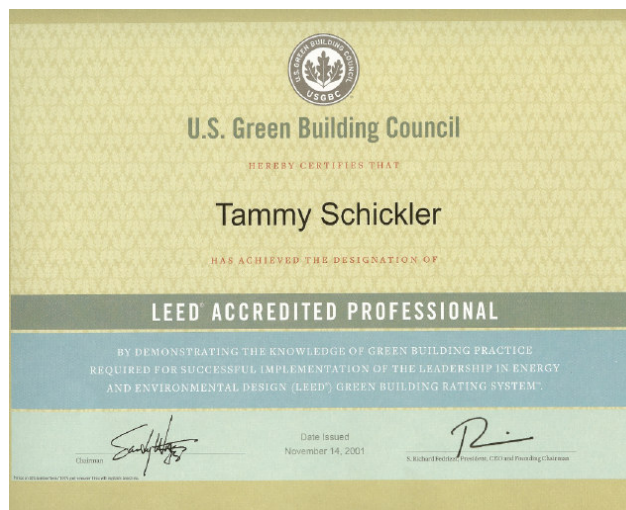 U.S. GREEN BUILDING COUNCIL
USGBC
U.S. Green Building Council
HEREBY CERTIFIES THAT
Tammy Schickler
HAS ACHIEVED THE DESIGNATION OF
LEED® ACCREDITED PROFESSIONAL
BY DEMONSTRATING THE KNOWLEDGE OF GREEN BUILDING PRACTICE
REQUIRED FOR SUCCESSFUL IMPLEMENTATION OF THE LEADERSHIP IN ENERGY
AND ENVIRONMENTAL DESIGN (LEED®) GREEN BUILDING RATING SYSTEM™.
Date Issued
November 14, 2001
Chairman
S. Richard Fedrizzi, President, CEO and Founding Chairman